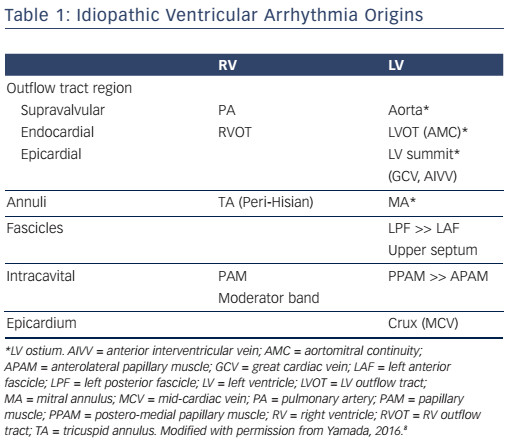 Table 1: Idiopathic Ventricular Arrhythmia Origins
RV LV
Outflow tract region
Supravalvular PA Aorta*
Endocardial RVOT LVOT (AMC)*
Epicardial LV summit*
(GCV, AIVV)
Annuli TA (Peri-Hisian) MA*
Fascicles LPF >> LAF
Upper septum
Intracavital PAM PPAM >> APAM
Moderator band
Epicardium Crux (MCV)
*LV ostium. AIVV = anterior interventricular vein; AMC = aortomitral continuity;
APAM = anterolateral papillary muscle; GCV = great cardiac vein; LAF = left anterior
fascicle; LPF = left posterior fascicle; LV = left ventricle; LVOT = LV outflow tract;
MA = mitral annulus; MCV = mid-cardiac vein; PA = pulmonary artery; PAM = papillary
muscle; PPAM = postero-medial papillary muscle; RV = right ventricle; RVOT = RV outflow
tract; TA = tricuspid annulus. Modified with permission from Yamada, 2016.⁸